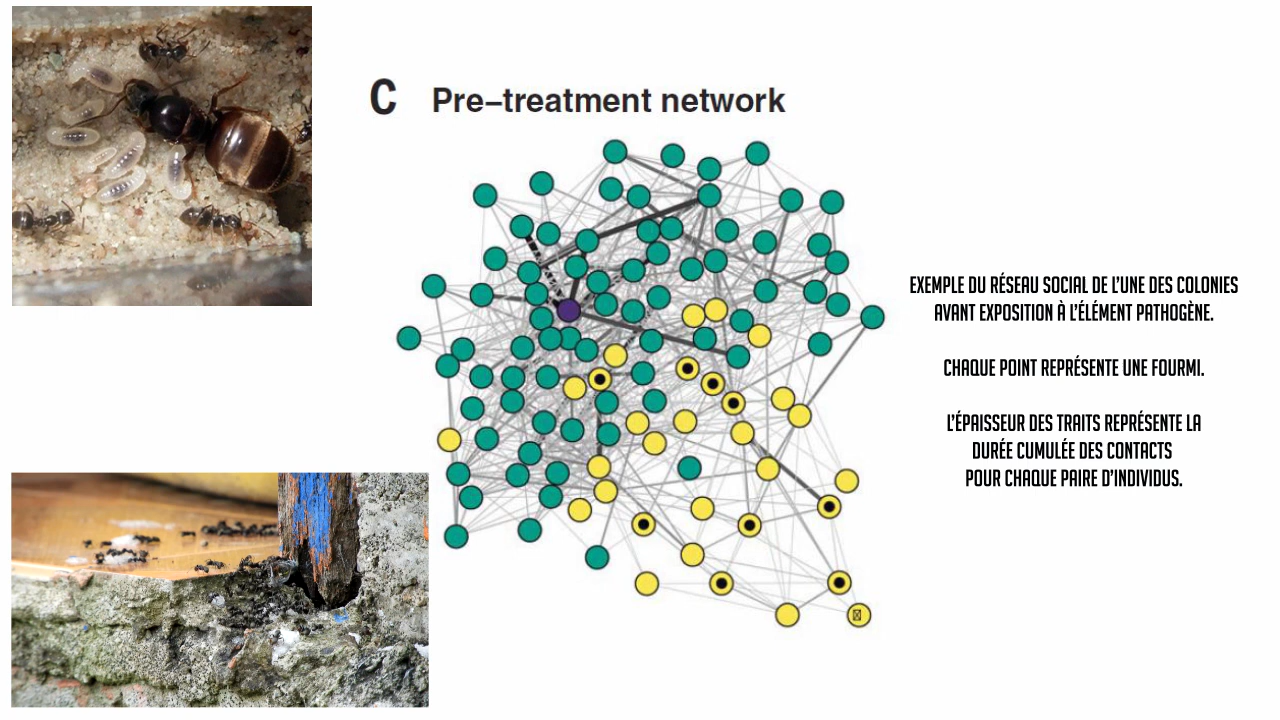 C Pre–treatment network
EXEMPLE DU RÉSEAU SOCIAL DE L'UNE DES COLONIES
AVANT EXPOSITION À L'ÉLÉMENT PATHOGÈNE.
CHAQUE POINT REPRÉSENTE UNE FOURMI.
L'ÉPAISSEUR DES TRAITS REPRÉSENTE LA
DURÉE CUMULÉE DES CONTACTS
POUR CHAQUE PAIRE D'INDIVIDUS.